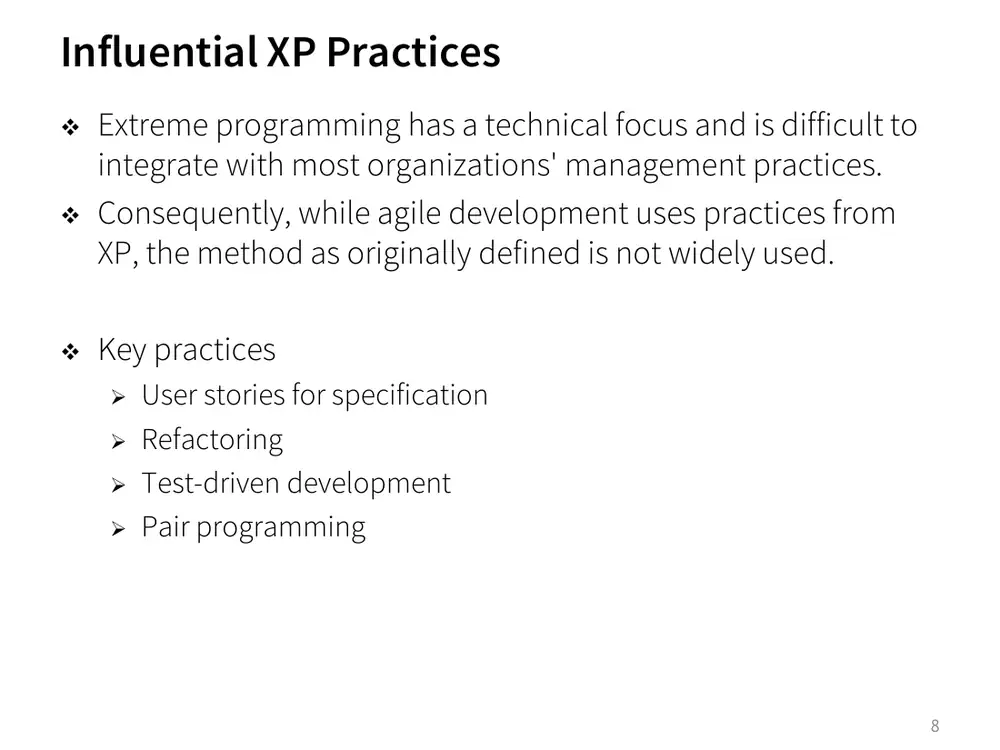 Influential XP Practices
❖ Extreme programming has a technical focus and is difficult to
integrate with most organizations' management practices.
❖ Consequently, while agile development uses practices from
XP, the method as originally defined is not widely used.
❖ Key practices
➢ User stories for specification
➢ Refactoring
➢ Test-driven development
➢ Pair programming
8